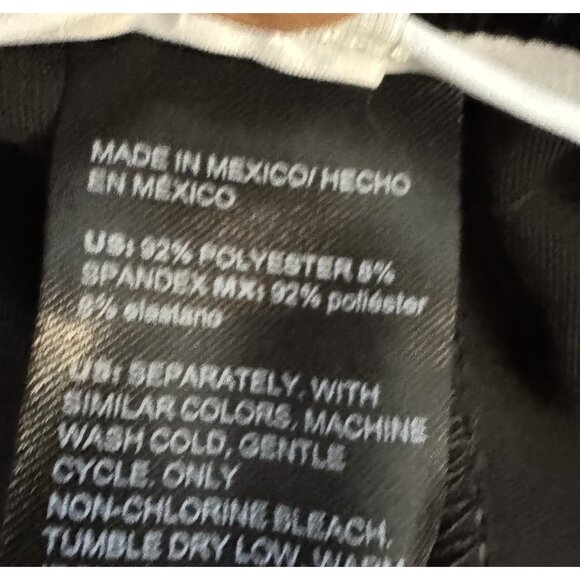 MADE IN MEXICO/ HECHO
EN MÉXICO
US: 92% POLYESTER 8%
SPANDEX MX: 92% poliéster
8% elastano
US: SEPARATELY, WITH
SIMILAR COLORS, MACHINE
WASH COLD, GENTLE
CYCLE, ONLY
NON-CHLORINE BLEACH,
TUMBLE DRY LOW, WARM